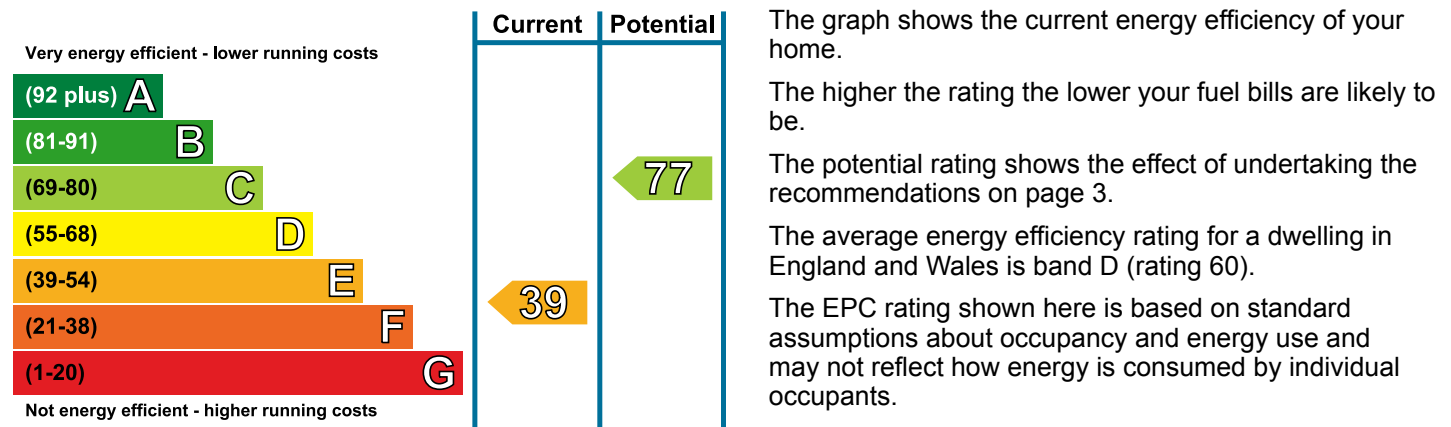 Current Potential
Very energy efficient - lower running costs
(92 plus) A
(81-91) B
(69-80) C
77
(55-68) D
(39-54) E
39
(21-38) F
(1-20) G
Not energy efficient - higher running costs
The graph shows the current energy efficiency of your
home.
The higher the rating the lower your fuel bills are likely to
be.
The potential rating shows the effect of undertaking the
recommendations on page 3.
The average energy efficiency rating for a dwelling in
England and Wales is band D (rating 60).
The EPC rating shown here is based on standard
assumptions about occupancy and energy use and
may not reflect how energy is consumed by individual
occupants.